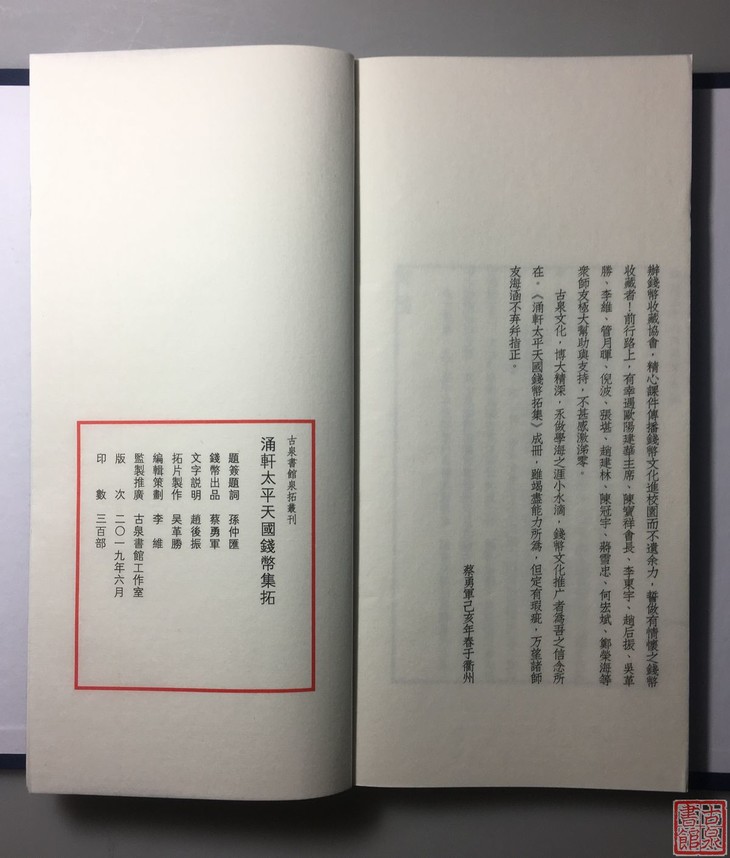 辦錢幣收藏協會，精心課件傳播錢幣文化進校園而不遺余力，誓做有情懷之錢幣
收藏者！前行路上，有幸遇歐陽建華主席、陳寶祥會長、李東宇、趙后振、吳革
勝、李維、管月暉、倪波、張堪、趙建林、陳冠宇、蔣雪忠、何宏斌、鄭榮海等
衆師友極大幫助與支持，不甚感激涕零。
古泉文化，博大精深，永做學海之涯小水滴，錢幣文化推广者爲吾之信念所
在。《涌軒太平天國錢幣拓集》成冊，雖竭盡能力所爲，但定有瑕疵，万望諸師
友海涵不弃并指正。
蔡勇軍己亥年春于衢州
古泉書館泉拓叢刊
涌軒太平天國錢幣集拓
題簽題詞 孫仲匯
錢幣出品 蔡勇軍
文字説明 趙後振
拓片製作 吴革勝
編輯策劃 李維
監製推廣 古泉書館工作室
版次 二〇一九年六月
印數 三百部
古泉
書館